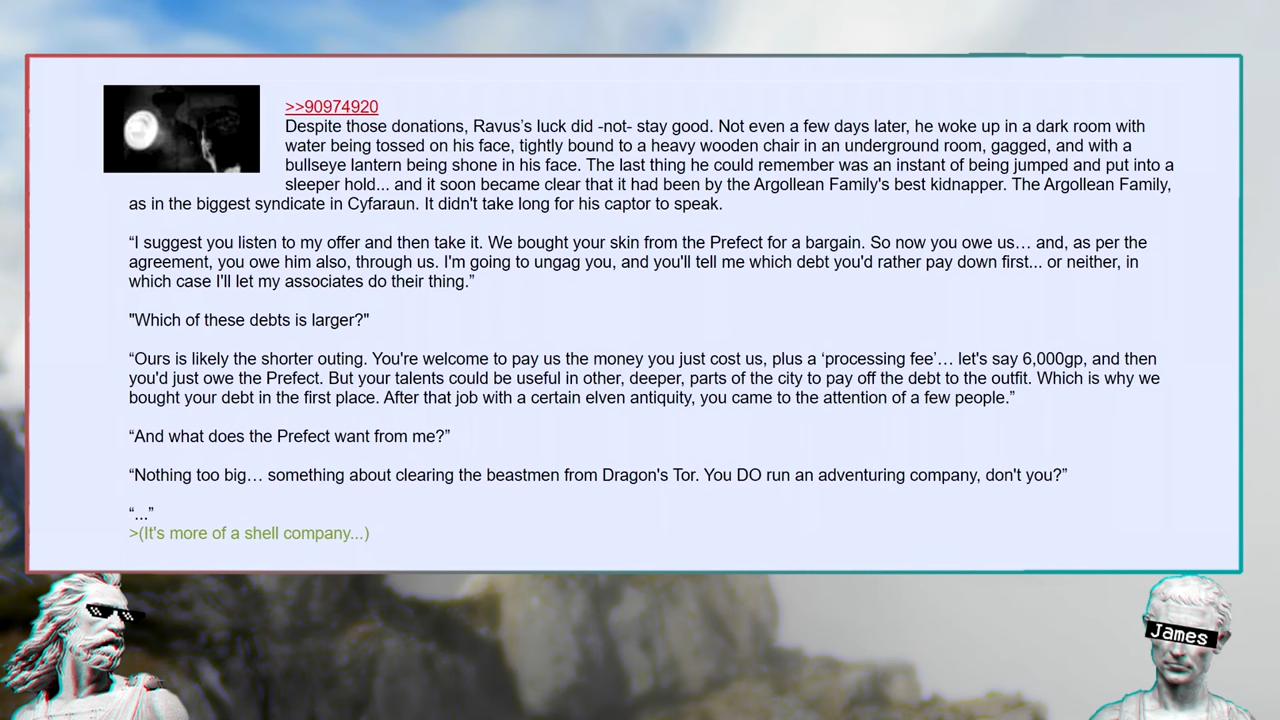 >>90974920
Despite those donations, Ravus’s luck did -not- stay good. Not even a few days later, he woke up in a dark room with
water being tossed on his face, tightly bound to a heavy wooden chair in an underground room, gagged, and with a
bullseye lantern being shone in his face. The last thing he could remember was an instant of being jumped and put into a
sleeper hold... and it soon became clear that it had been by the Argollean Family's best kidnapper. The Argollean Family,
as in the biggest syndicate in Cyfaraun. It didn't take long for his captor to speak.
“I suggest you listen to my offer and then take it. We bought your skin from the Prefect for a bargain. So now you owe us… and, as per the
agreement, you owe him also, through us. I'm going to ungag you, and you'll tell me which debt you'd rather pay down first... or neither, in
which case I'll let my associates do their thing.”
"Which of these debts is larger?"
“Ours is likely the shorter outing. You're welcome to pay us the money you just cost us, plus a ‘processing fee’… let's say 6,000gp, and then
you'd just owe the Prefect. But your talents could be useful in other, deeper, parts of the city to pay off the debt to the outfit. Which is why we
bought your debt in the first place. After that job with a certain elven antiquity, you came to the attention of a few people.”
“And what does the Prefect want from me?”
“Nothing too big… something about clearing the beastmen from Dragon's Tor. You DO run an adventuring company, don't you?”
“...”
>(It's more of a shell company...)
James